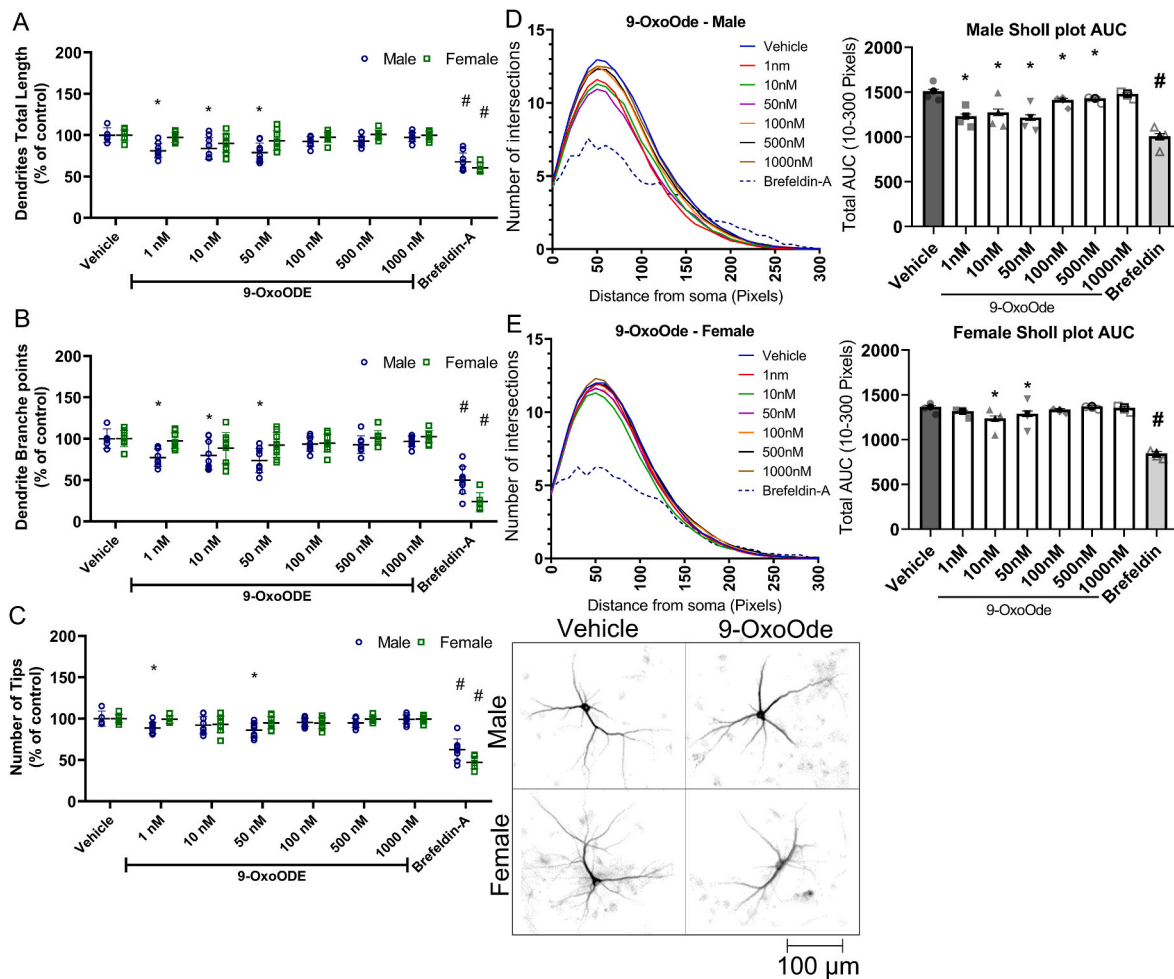 A
Dendrites Total Length
(% of control)
200
150
100
50
0
Male Female
*
*
*
#
#
Vehicle
1 nM
10 nM
50 nM
100 nM
500 nM
1000 nM
Brefeldin-A
9-OxoODE
B
Dendrite Branche points
(% of control)
200
150
100
50
0
Male Female
*
*
*
#
#
Vehicle
1 nM
10 nM
50 nM
100 nM
500 nM
1000 nM
Brefeldin-A
9-OxoODE
C
Number of Tips
(% of control)
200
150
100
50
0
Male Female
*
*
#
#
Vehicle
1 nM
10 nM
50 nM
100 nM
500 nM
1000 nM
Brefeldin-A
9-OxoODE
D
9-OxoOde - Male
Number of intersections
15
10
5
0
0 50 100 150 200 250 300
Distance from soma (Pixels)
Vehicle
1nm
10nM
50nM
100nM
500nM
1000nM
Brefeldin-A
Male Sholl plot AUC
Total AUC (10-300 Pixels)
2000
1500
1000
500
0
*
*
*
*
*
#
Vehicle
1nM
10nM
50nM
100nM
500nM
1000nM
Brefeldin
9-OxoOde
E
9-OxoOde - Female
Number of intersections
15
10
5
0
0 50 100 150 200 250 300
Distance from soma (Pixels)
Vehicle
1nm
10nM
50nM
100nM
500nM
1000nM
Brefeldin-A
Female Sholl plot AUC
Total AUC (10-300 Pixels)
2000
1500
1000
500
0
*
*
#
Vehicle
1nM
10nM
50nM
100nM
500nM
1000nM
Brefeldin
9-OxoOde
Vehicle 9-OxoOde
Male
Female
100 µm